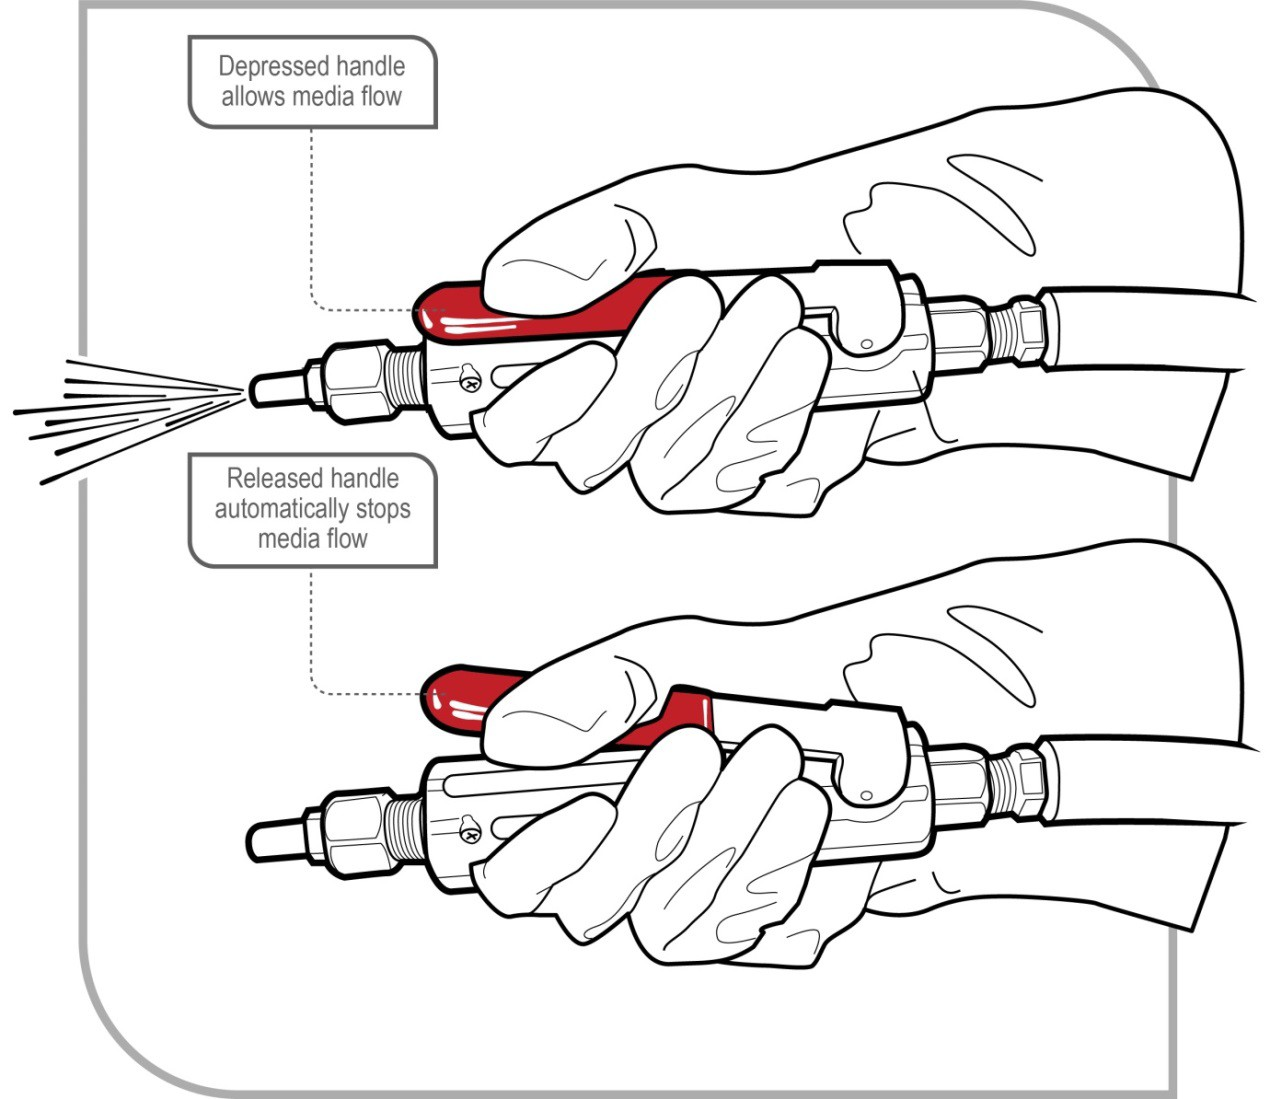 Depressed handle
allows media flow
Released handle
automatically stops
media flow